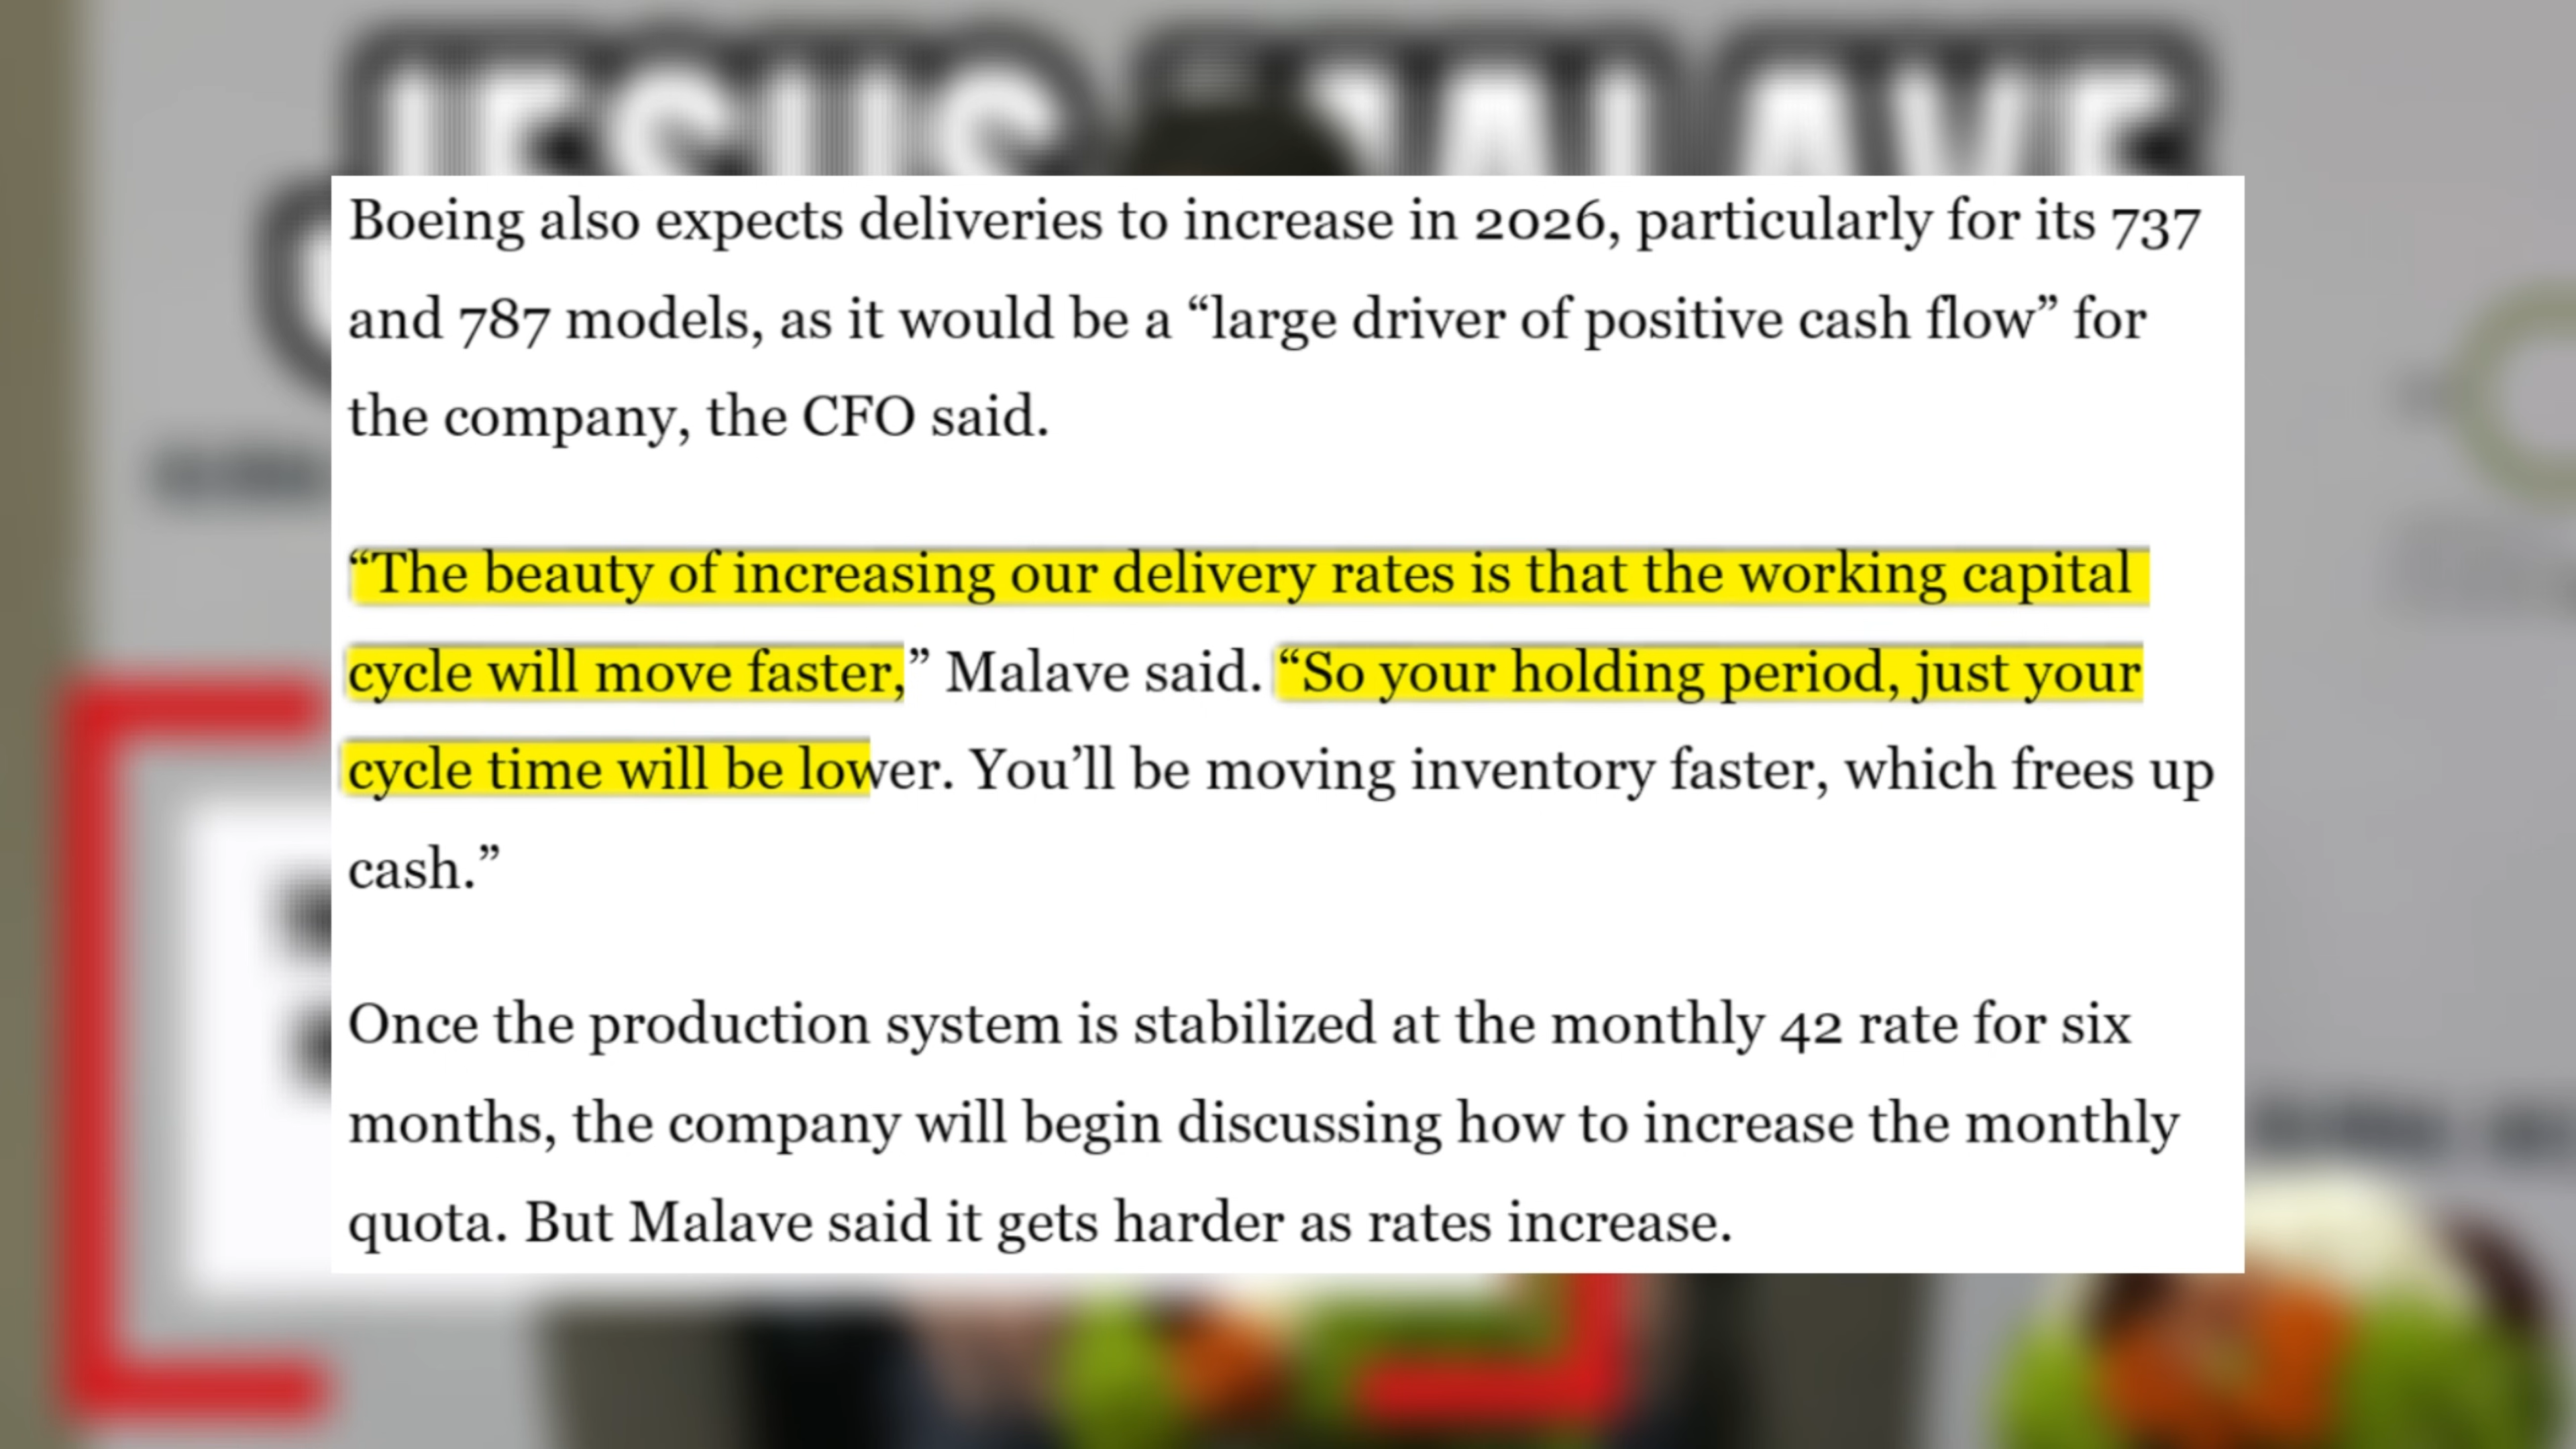 JESUS MALAVE
Boeing also expects deliveries to increase in 2026, particularly for its 737
and 787 models, as it would be a “large driver of positive cash flow” for
the company, the CFO said.
“The beauty of increasing our delivery rates is that the working capital
cycle will move faster,” Malave said. “So your holding period, just your
cycle time will be lower. You’ll be moving inventory faster, which frees up
cash.”
Once the production system is stabilized at the monthly 42 rate for six
months, the company will begin discussing how to increase the monthly
quota. But Malave said it gets harder as rates increase.